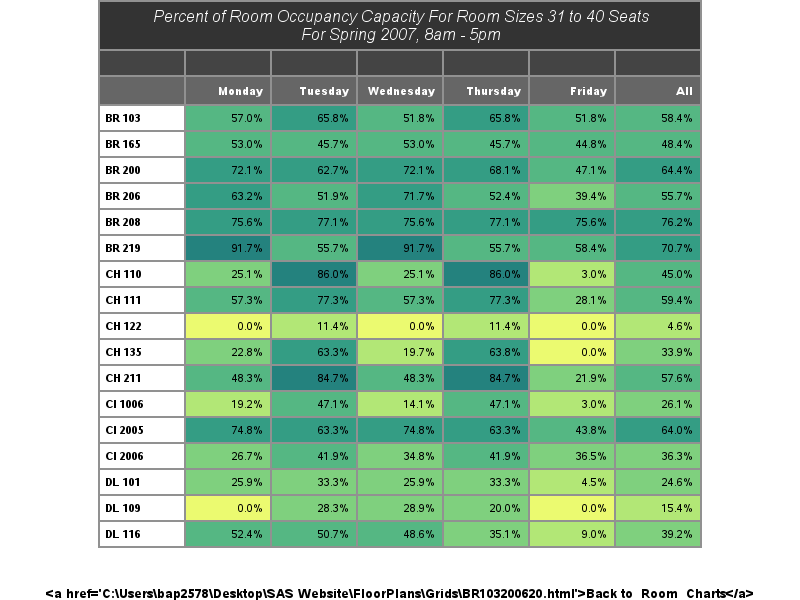 Percent of Room Occupancy Capacity For Room Sizes 31 to 40 Seats
For Spring 2007, 8am - 5pm
Monday Tuesday Wednesday Thursday Friday All
BR 103 57.0% 65.8% 51.8% 65.8% 51.8% 58.4%
BR 165 53.0% 45.7% 53.0% 45.7% 44.8% 48.4%
BR 200 72.1% 62.7% 72.1% 68.1% 47.1% 64.4%
BR 206 63.2% 51.9% 71.7% 52.4% 39.4% 55.7%
BR 208 75.6% 77.1% 75.6% 77.1% 75.6% 76.2%
BR 219 91.7% 55.7% 91.7% 55.7% 58.4% 70.7%
CH 110 25.1% 86.0% 25.1% 86.0% 3.0% 45.0%
CH 111 57.3% 77.3% 57.3% 77.3% 28.1% 59.4%
CH 122 0.0% 11.4% 0.0% 11.4% 0.0% 4.6%
CH 135 22.8% 63.3% 19.7% 63.8% 0.0% 33.9%
CH 211 48.3% 84.7% 48.3% 84.7% 21.9% 57.6%
CI 1006 19.2% 47.1% 14.1% 47.1% 3.0% 26.1%
CI 2005 74.8% 63.3% 74.8% 63.3% 43.8% 64.0%
CI 2006 26.7% 41.9% 34.8% 41.9% 36.5% 36.3%
DL 101 25.9% 33.3% 25.9% 33.3% 4.5% 24.6%
DL 109 0.0% 28.3% 28.9% 20.0% 0.0% 15.4%
DL 116 52.4% 50.7% 48.6% 35.1% 9.0% 39.2%
<a href='C:\Users\bap2578\Desktop\SAS Website\FloorPlans\Grids\BR103200620.html'>Back to Room Charts</a>